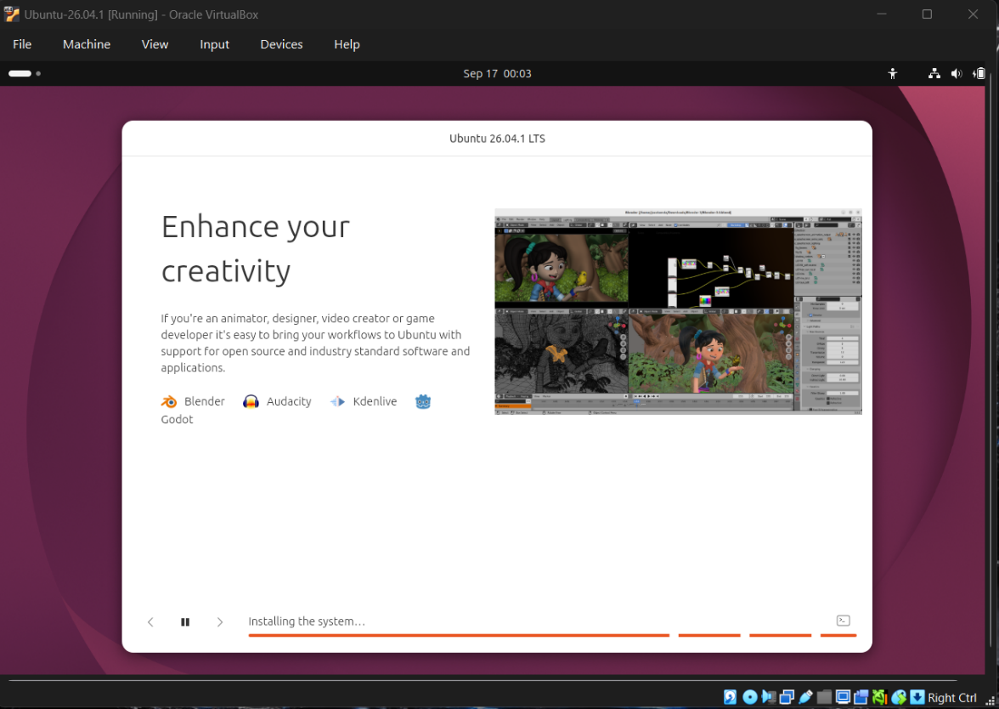 Ubuntu-26.04.1 [Running] - Oracle VirtualBox
File Machine View Input Devices Help
Sep 17 00:03
Ubuntu 26.04.1 LTS
Enhance your
creativity
If you're an animator, designer, video creator or game
developer it's easy to bring your workflows to Ubuntu with
support for open source and industry standard software and
applications.
Blender Audacity Kdenlive
Godot
Installing the system...
Right Ctrl